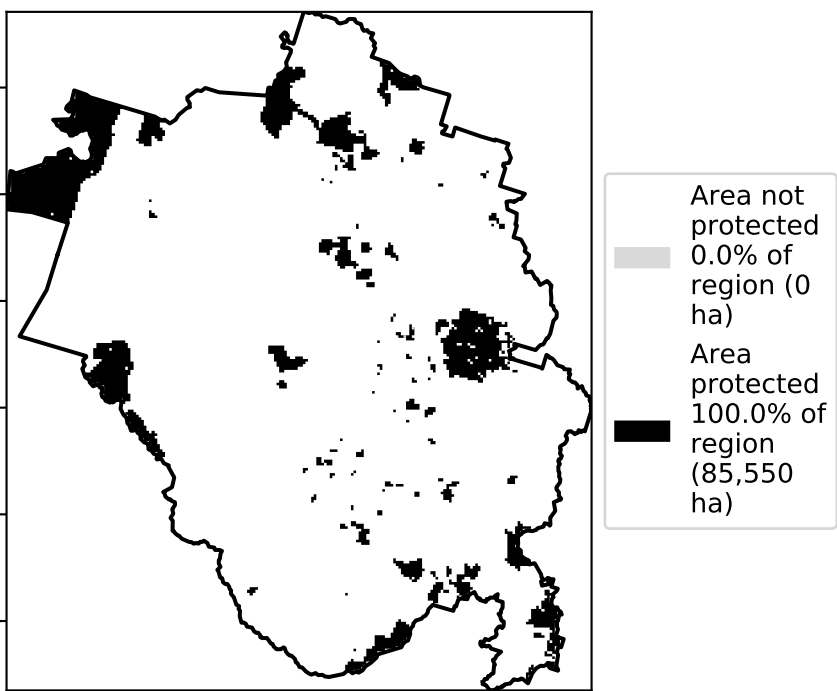 Area not
protected
0.0% of
region (0
ha)
Area
protected
100.0% of
region
(85,550
ha)